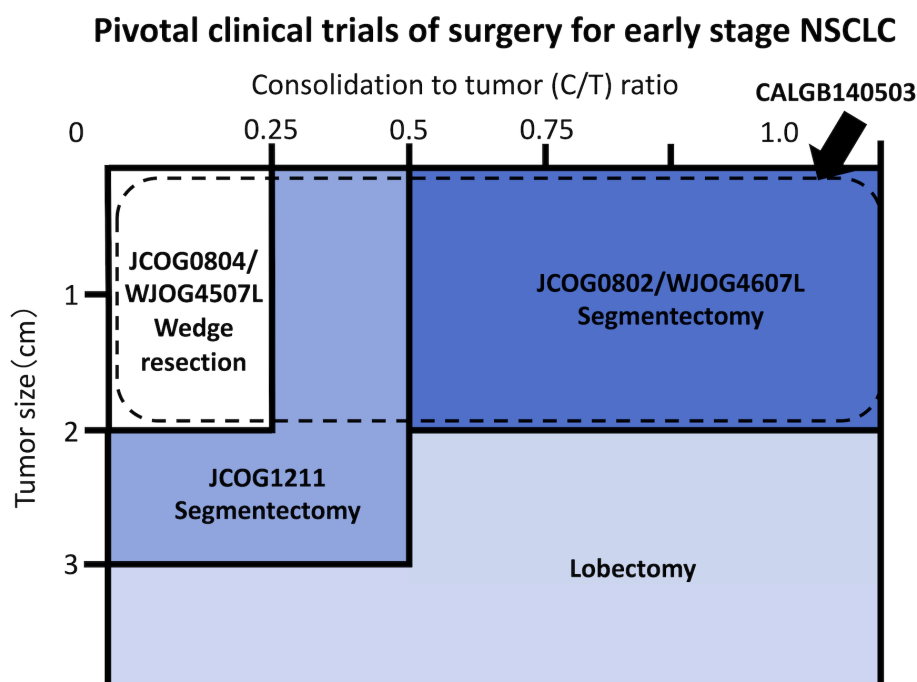 Pivotal clinical trials of surgery for early stage NSCLC
Consolidation to tumor (C/T) ratio
CALGB140503
0
0.25
0.5
0.75
1.0
JCOG0804/
WJOG4507L
Wedge
resection
JCOG0802/WJOG4607L
Segmentectomy
1
2
3
Tumor size(cm)
JCOG1211
Segmentectomy
Lobectomy